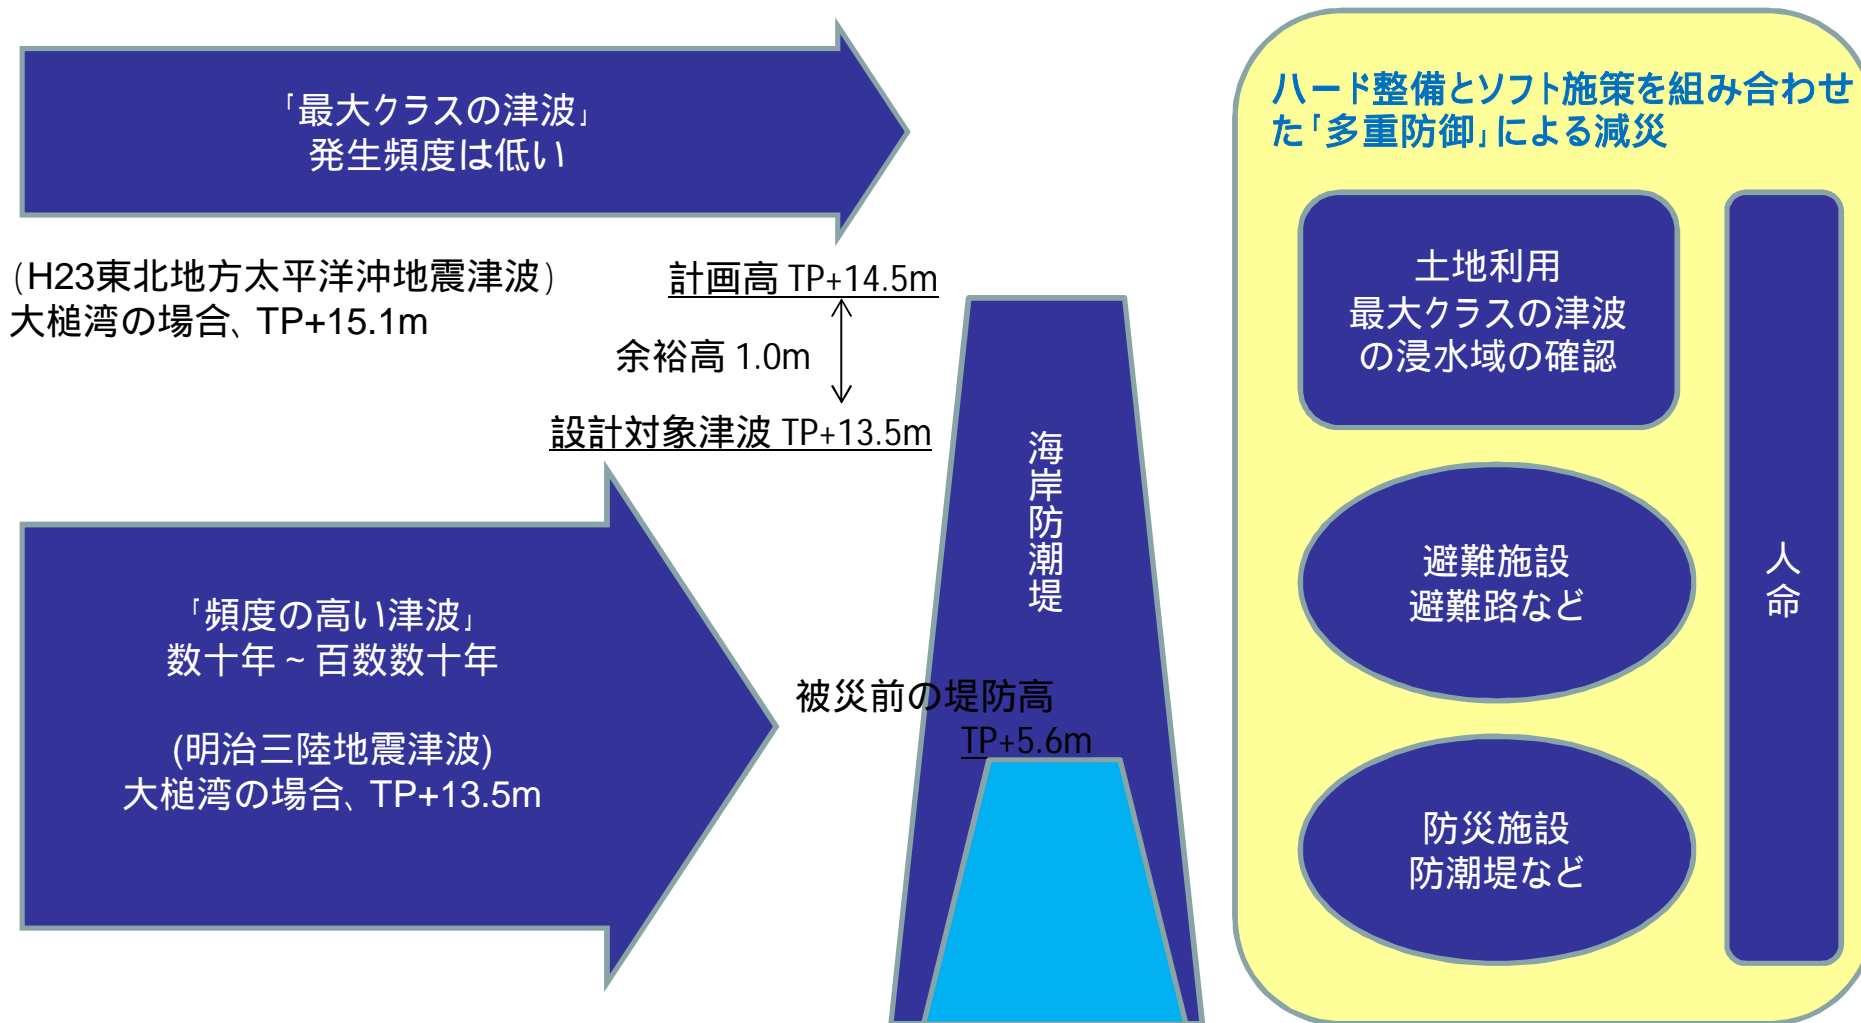 「最大クラスの津波」
発生頻度は低い
(H23東北地方太平洋沖地震津波)
大槌湾の場合、TP+15.1m
計画高 TP+14.5m
余裕高 1.0m
設計対象津波 TP+13.5m
「頻度の高い津波」
数十年~百数数十年
(明治三陸地震津波)
大槌湾の場合、TP+13.5m
海岸防潮堤
被災前の堤防高
TP+5.6m
ハード整備とソフト施策を組み合わせ
た「多重防御」による減災
土地利用
最大クラスの津波
の浸水域の確認
避難施設
避難路など
防災施設
防潮堤など
人命